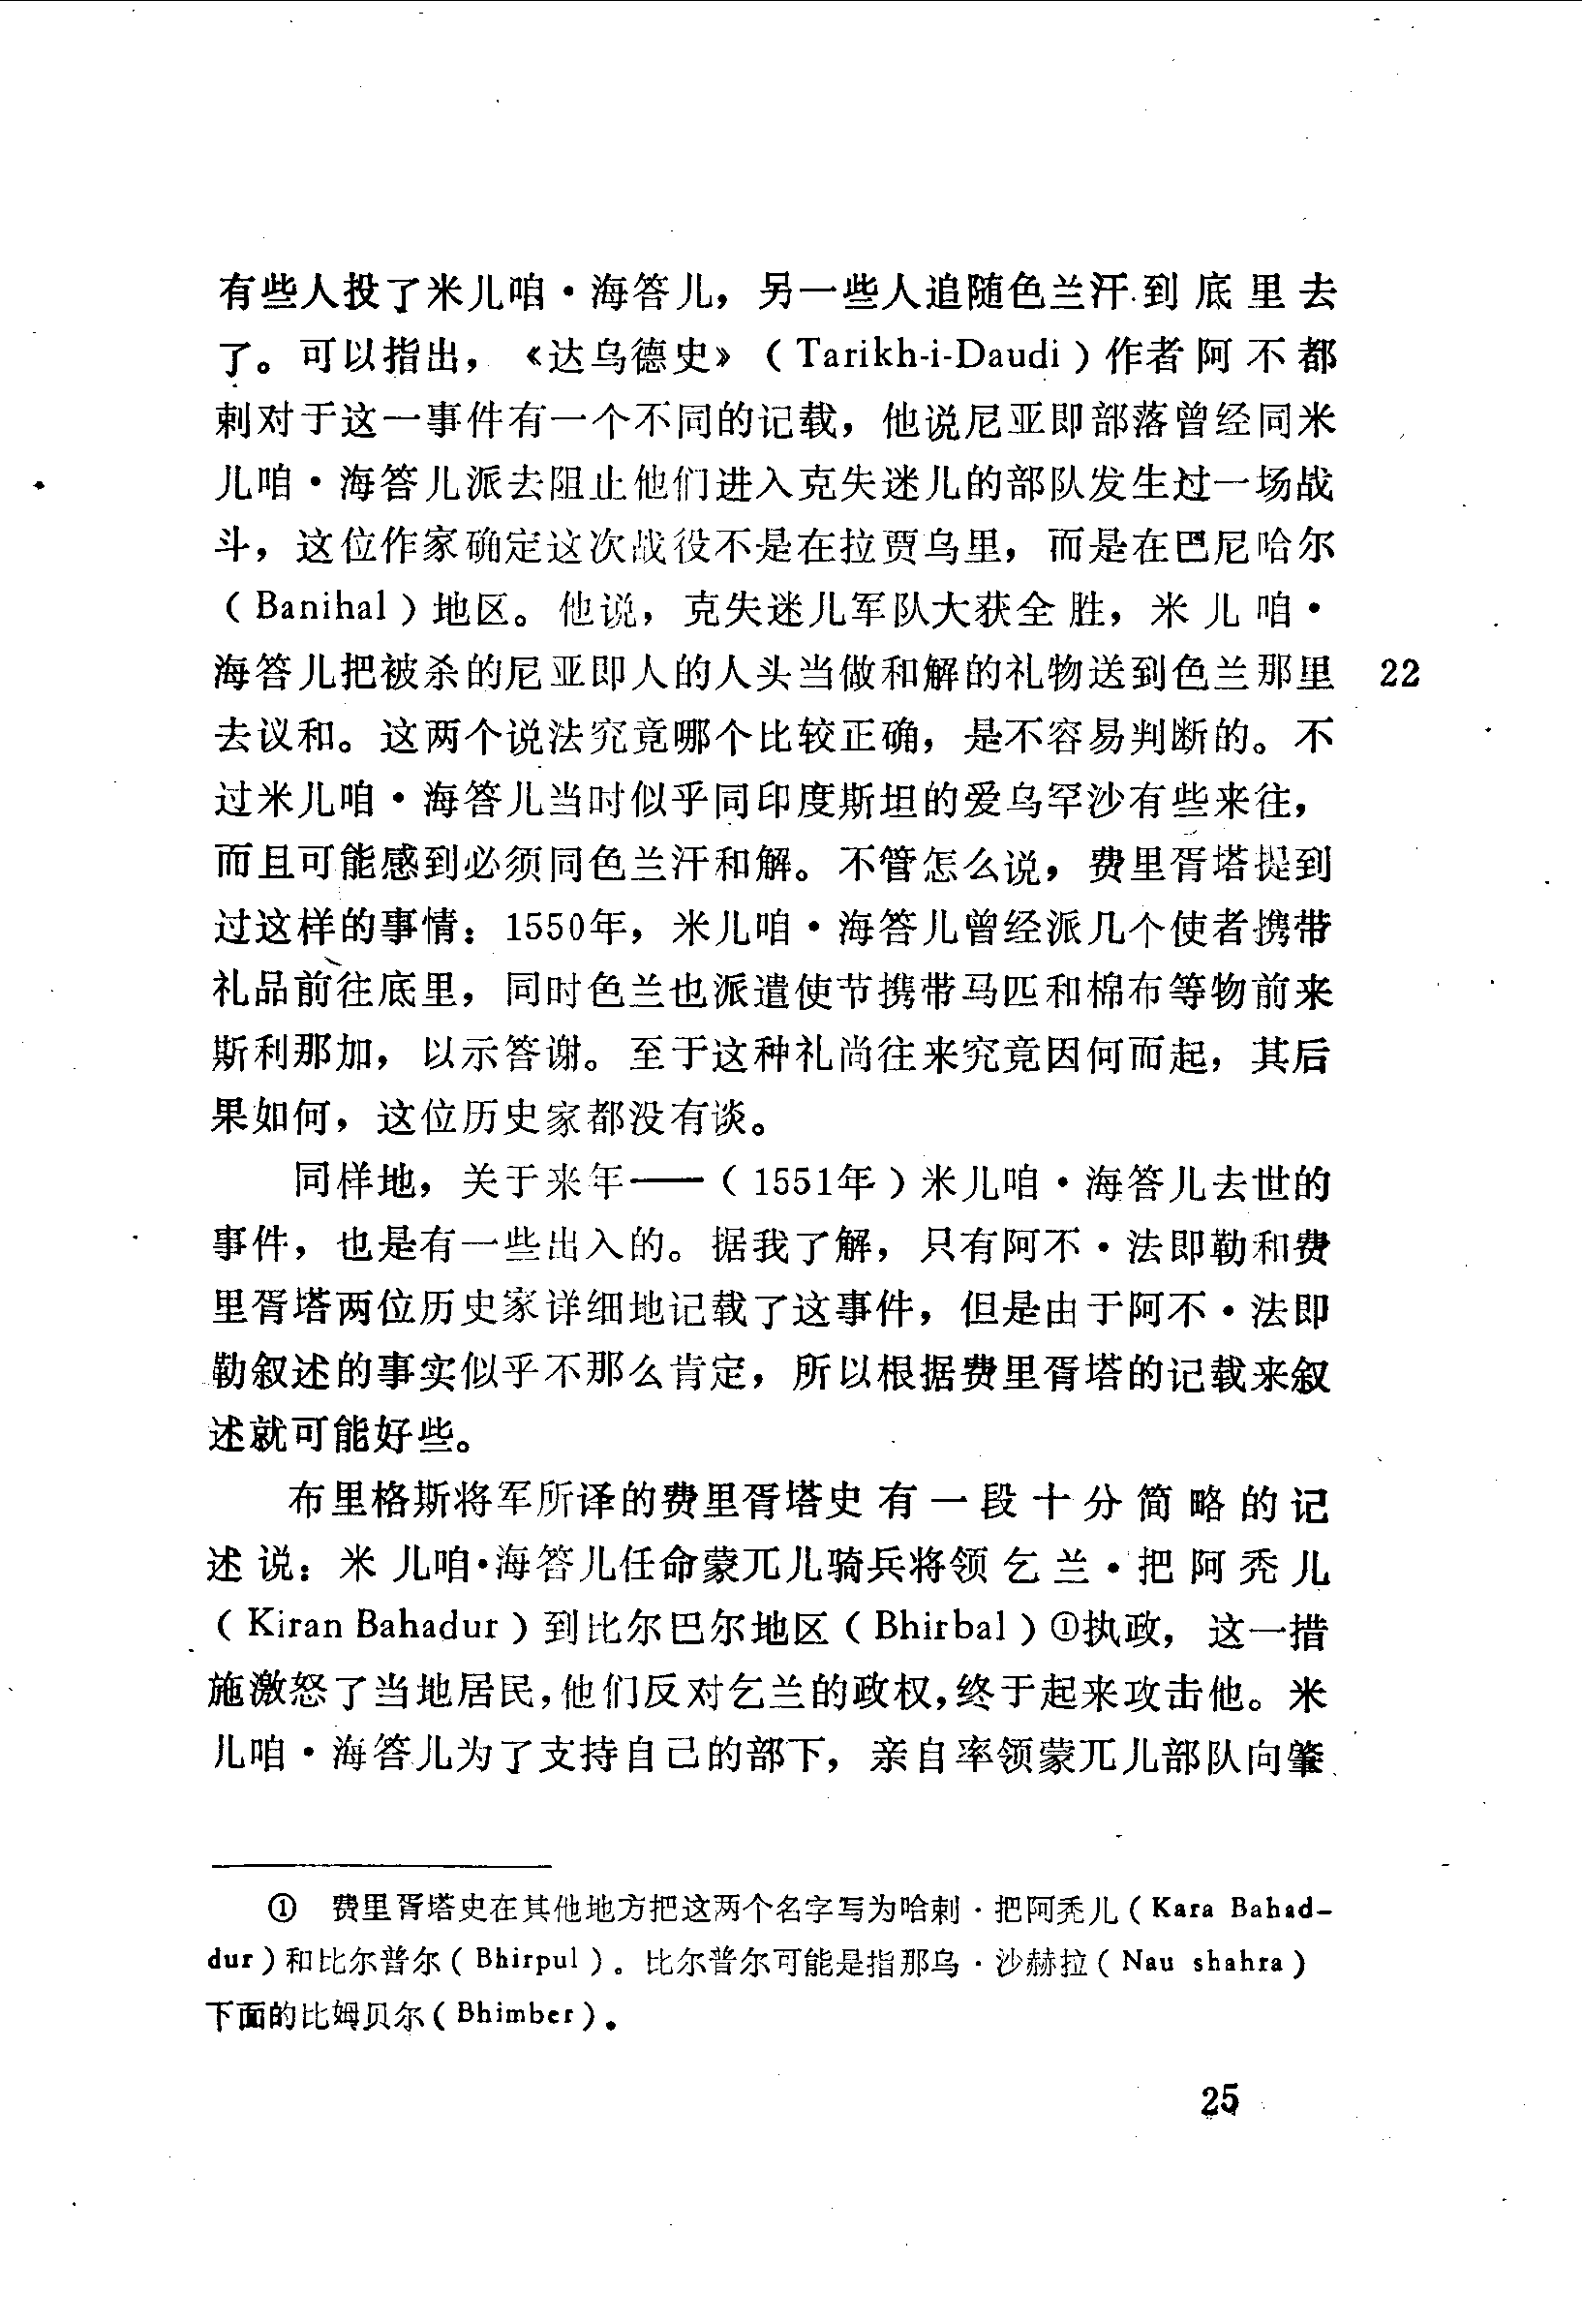 有些人投了米儿咱·海答儿，另一些人追随色兰汗到底里去
了。可以指出，《达乌德史》（Tarikh-i-Daudi）作者阿不都
剌对于这一事件有一个不同的记载，他说尼亚即部落曾经同米
儿咱·海答儿派去阻止他们进入克失迷儿的部队发生过一场战
斗，这位作家确定这次战役不是在拉贾乌里，而是在巴尼哈尔
（Banihal）地区。他说，克失迷儿军队大获全胜，米儿咱·
海答儿把被杀的尼亚即人的人头当做和解的礼物送到色兰那里 22
去议和。这两个说法究竟哪个比较正确，是不容易判断的。不
过米儿咱·海答儿当时似乎同印度斯坦的爱乌罕沙有些来往，
而且可能感到必须同色兰汗和解。不管怎么说，费里胥塔提到
过这样的事情：1550年，米儿咱·海答儿曾经派几个使者携带
礼品前往底里，同时色兰也派遣使节携带马匹和棉布等物前来
斯利那加，以示答谢。至于这种礼尚往来究竟因何而起，其后
果如何，这位历史家都没有谈。
同样地，关于来年——（1551年）米儿咱·海答儿去世的
事件，也是有一些出入的。据我了解，只有阿不·法即勒和费
里胥塔两位历史家详细地记载了这事件，但是由于阿不·法即
勒叙述的事实似乎不那么肯定，所以根据费里胥塔的记载来叙
述就可能好些。
布里格斯将军所译的费里胥塔史有一段十分简略的记
述说：米儿咱·海答儿任命蒙兀儿骑兵将领乞兰·把阿秃儿
（Kiran Bahadur）到比尔巴尔地区（Bhirbal）①执政，这一措
施激怒了当地居民，他们反对乞兰的政权，终于起来攻击他。米
儿咱·海答儿为了支持自己的部下，亲自率领蒙兀儿部队向肇
① 费里胥塔史在其他地方把这两个名字写为哈剌·把阿秃儿（Kara Bahad-
dur）和比尔普尔（Bhirpul）。比尔普尔可能是指那乌·沙赫拉（Nau shahra）
下面的比姆贝尔（Bhimber）。
25